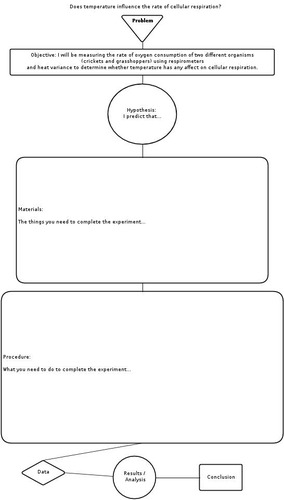 Does temperature influence the rate of cellular respiration?
Problem
Objective: I will be measuring the rate of oxygen consumption of two different organisms
(crickets and grasshoppers) using respirometers
and heat variance to determine whether temperature has any affect on cellular respiration.
Hypothesis:
I predict that...
Materials:
The things you need to complete the experiment...
Procedure:
What you need to do to complete the experiment...
Data
Results /
Analysis
Conclusion